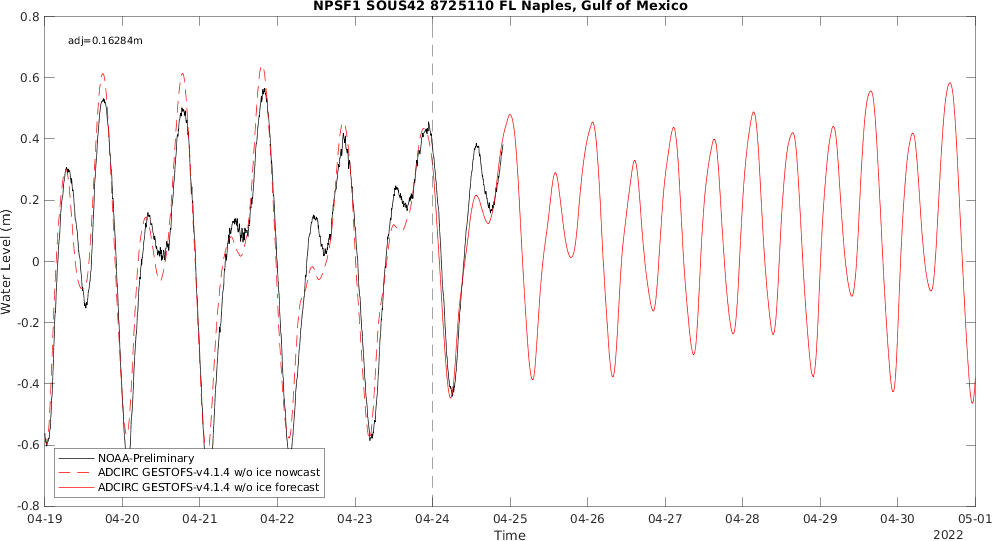 NPSF1 SOUS42 8725110 FL Naples, Gulf of Mexico
adj=0.16284m
Water Level (m)
0.8
0.6
0.4
0.2
0
-0.2
-0.4
-0.6
-0.8
NOAA-Preliminary
ADCIRC GESTOFS-v4.1.4 w/o ice nowcast
ADCIRC GESTOFS-v4.1.4 w/o ice forecast
04-19 04-20 04-21 04-22 04-23 04-24 04-25 04-26 04-27 04-28 04-29 04-30 05-01
Time
2022